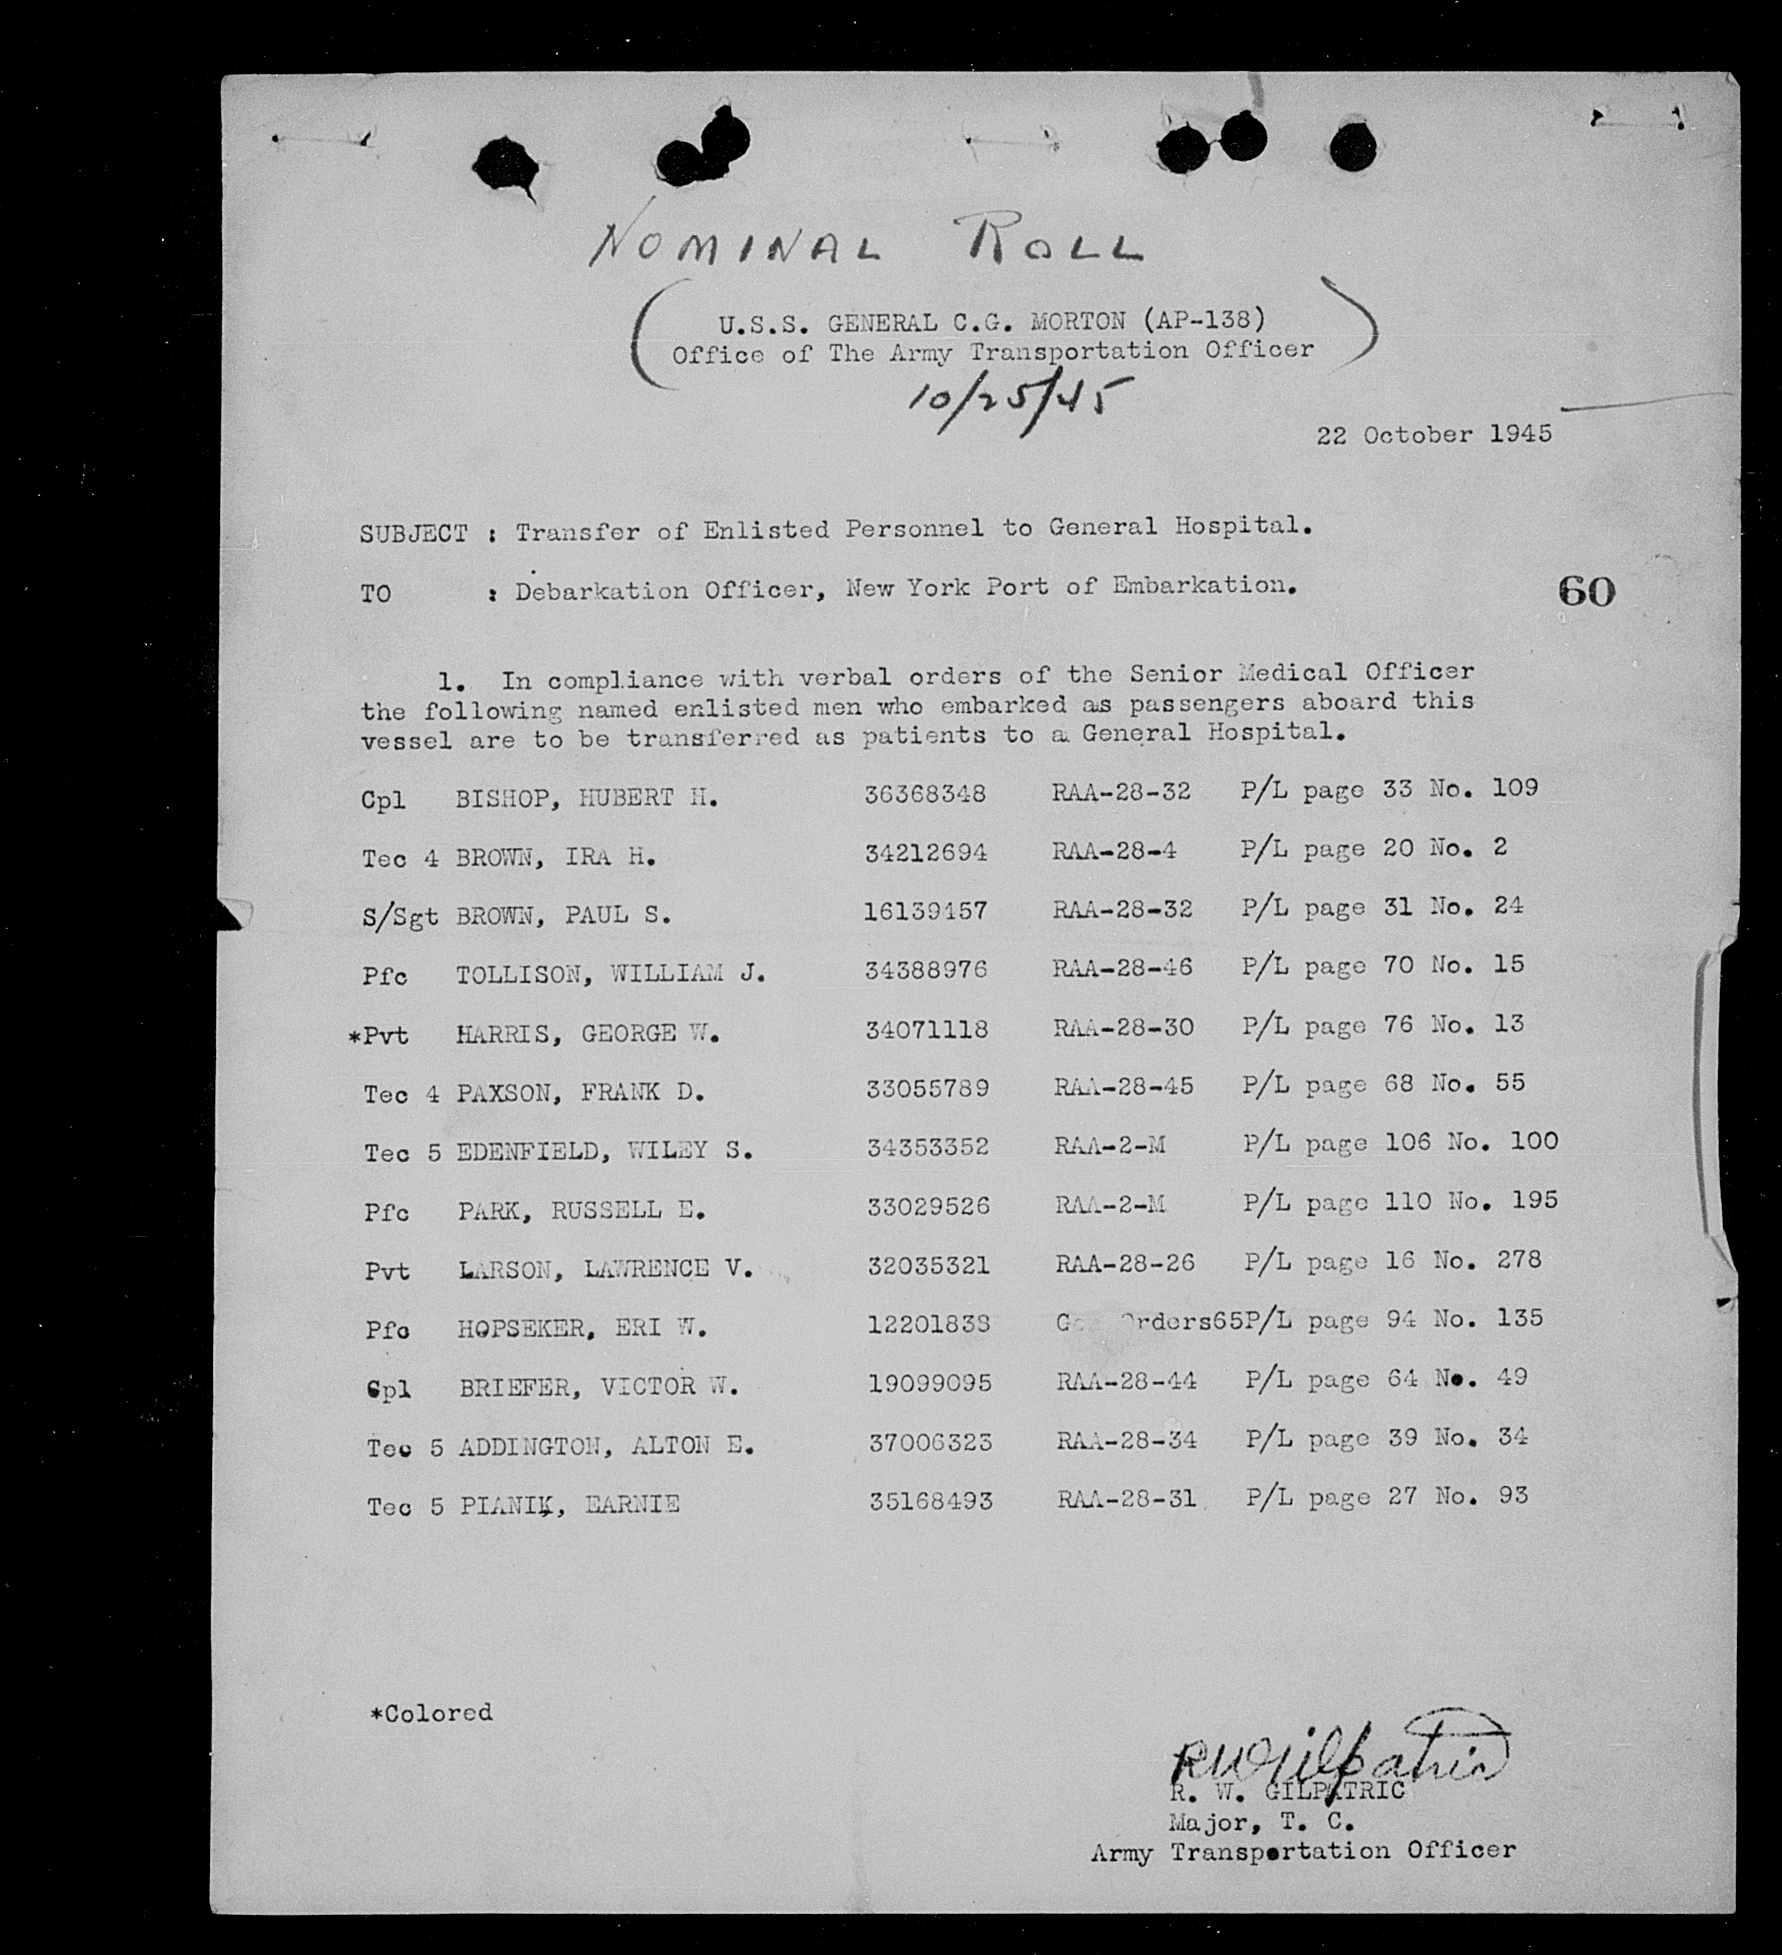 NOMINAL ROLL
U.S.S. GENERAL C.G. MORTON (AP-138)
Office of The Army Transportation Officer
10/25/45
22 October 1945
SUBJECT : Transfer of Enlisted Personnel to General Hospital.
TO : Debarkation Officer, New York Port of Embarkation.
60
1. In compliance with verbal orders of the Senior Medical Officer
the following named enlisted men who embarked as passengers aboard this
vessel are to be transferred as patients to a General Hospital.
Cpl BISHOP, HUBERT H. 36368348 RAA-28-32 P/L page 33 No. 109
Tec 4 BROWN, IRA H. 34212694 RAA-28-4 P/L page 20 No. 2
S/Sgt BROWN, PAUL S. 16139457 RAA-28-32 P/L page 31 No. 24
Pfc TOLLISON, WILLIAM J. 34388976 RAA-28-46 P/L page 70 No. 15
*Pvt HARRIS, GEORGE W. 34071118 RAA-28-30 P/L page 76 No. 13
Tec 4 PAXSON, FRANK D. 33055789 RAA-28-45 P/L page 68 No. 55
Tec 5 EDENFIELD, WILEY S. 34353352 RAA-2-M P/L page 106 No. 100
Pfc PARK, RUSSELL E. 33029526 RAA-2-M P/L page 110 No. 195
Pvt LARSON, LAWRENCE V. 32035321 RAA-28-26 P/L page 16 No. 278
Pfc HOPSEKER, ERI W. 12201838 Orders65P/L page 94 No. 135
Cpl BRIEFER, VICTOR W. 19099095 RAA-28-44 P/L page 64 No. 49
Tec 5 ADDINGTON, ALTON E. 37006323 RAA-28-34 P/L page 39 No. 34
Tec 5 PIANIK, EARNIE 35168493 RAA-28-31 P/L page 27 No. 93
*Colored
RW Gilpatric
R. W. GILPATRIC
Major, T. C.
Army Transportation Officer